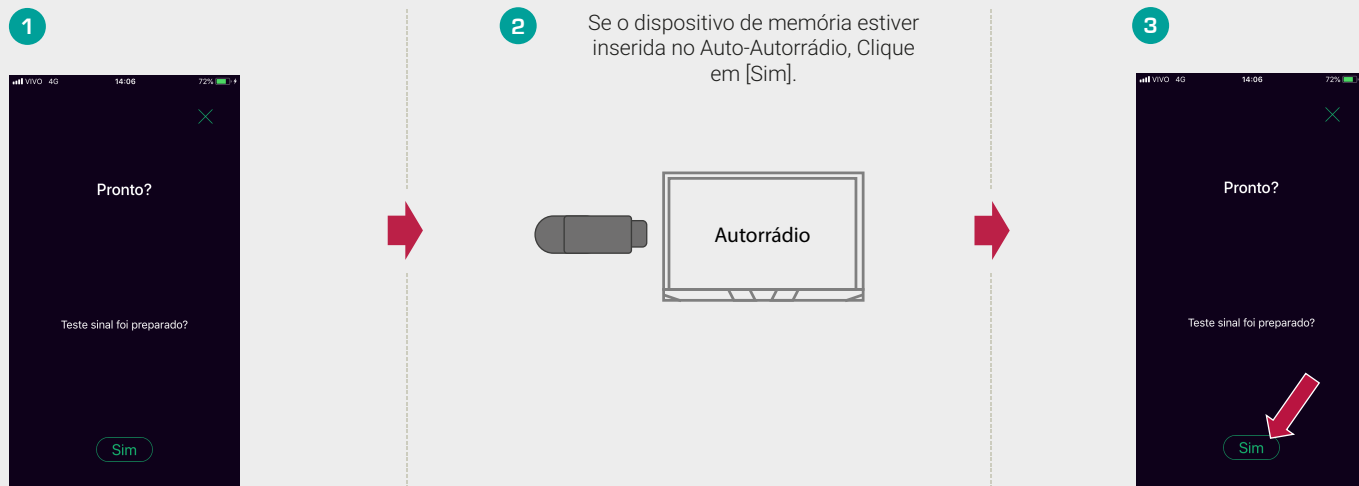 1
VIVO 4G 14:06 72%
Pronto?
Teste sinal foi preparado?
Sim
2
Se o dispositivo de memória estiver
inserida no Auto-Autorrádio, Clique
em [Sim].
Autorrádio
3
VIVO 4G 14:06 72%
Pronto?
Teste sinal foi preparado?
Sim